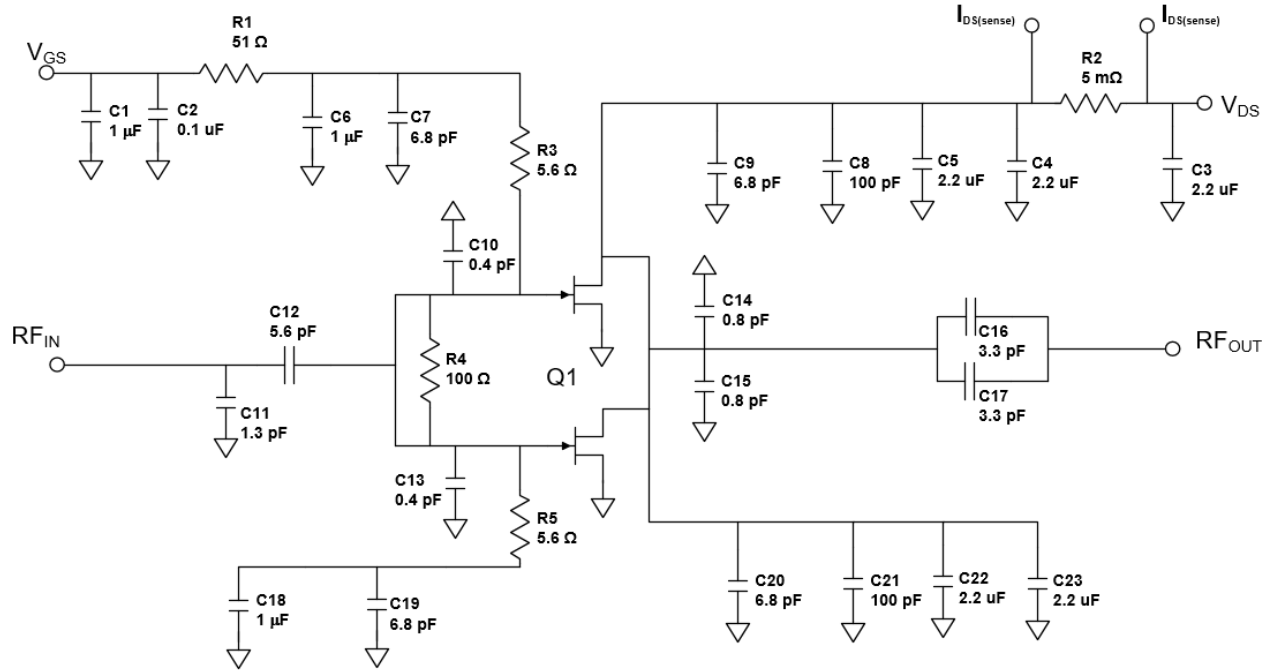 I_DS(sense)
I_DS(sense)
R1
51 Ω
V_GS
R2
5 mΩ
V_DS
C1
1 µF
C2
0.1 uF
C6
1 µF
C7
6.8 pF
R3
5.6 Ω
C9
6.8 pF
C8
100 pF
C5
2.2 uF
C4
2.2 uF
C3
2.2 uF
C10
0.4 pF
C12
5.6 pF
RF_IN
C14
0.8 pF
C16
3.3 pF
RF_OUT
R4
100 Ω
Q1
C15
0.8 pF
C17
3.3 pF
C11
1.3 pF
C13
0.4 pF
R5
5.6 Ω
C18
1 µF
C19
6.8 pF
C20
6.8 pF
C21
100 pF
C22
2.2 uF
C23
2.2 uF